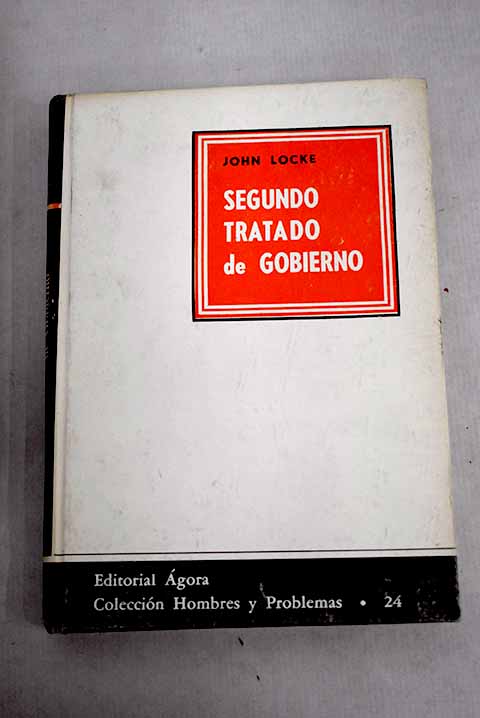 JOHN LOCKE
SEGUNDO
TRATADO
de GOBIERNO
Editorial Ágora
Colección Hombres y Problemas • 24